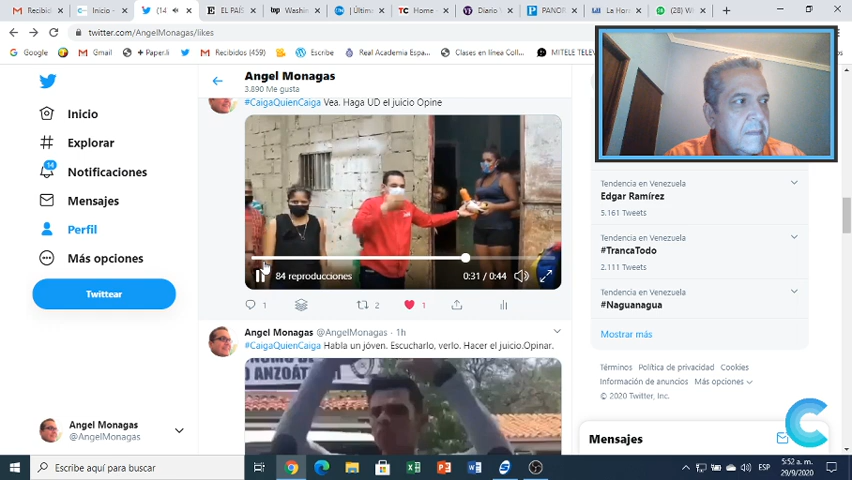 Recibid
Inicio -
(14
EL PAÍS
Washin
| Últim
Home
Diario V
PANOR
La Hor
(28) W
twitter.com/AngelMonagas/likes
Google
Gmail
+ Paper.li
Recibidos (459)
Escribe
Real Academia Espa...
Clases en línea Coll...
MITELE TELEVI
Angel Monagas
3.890 Me gusta
#CaigaQuienCaiga Vea. Haga UD el juicio Opine
84 reproducciones
0:31 / 0:44
1
2
1
Angel Monagas @AngelMonagas · 1h
#CaigaQuienCaiga Habla un jóven. Escucharlo, verlo. Hacer el juicio.Opinar.
ANZOÁT
Inicio
Explorar
14
Notificaciones
Mensajes
Perfil
Más opciones
Twittear
Angel Monagas
@AngelMonagas
Tendencia en Venezuela
Edgar Ramírez
5.161 Tweets
Tendencia en Venezuela
#TrancaTodo
2.111 Tweets
Tendencia en Venezuela
#Naguanagua
Mostrar más
Términos Política de privacidad Cookies
Información de anuncios Más opciones
© 2020 Twitter, Inc.
Mensajes
Escribe aquí para buscar
ESP
5:52 a. m.
29/9/2020